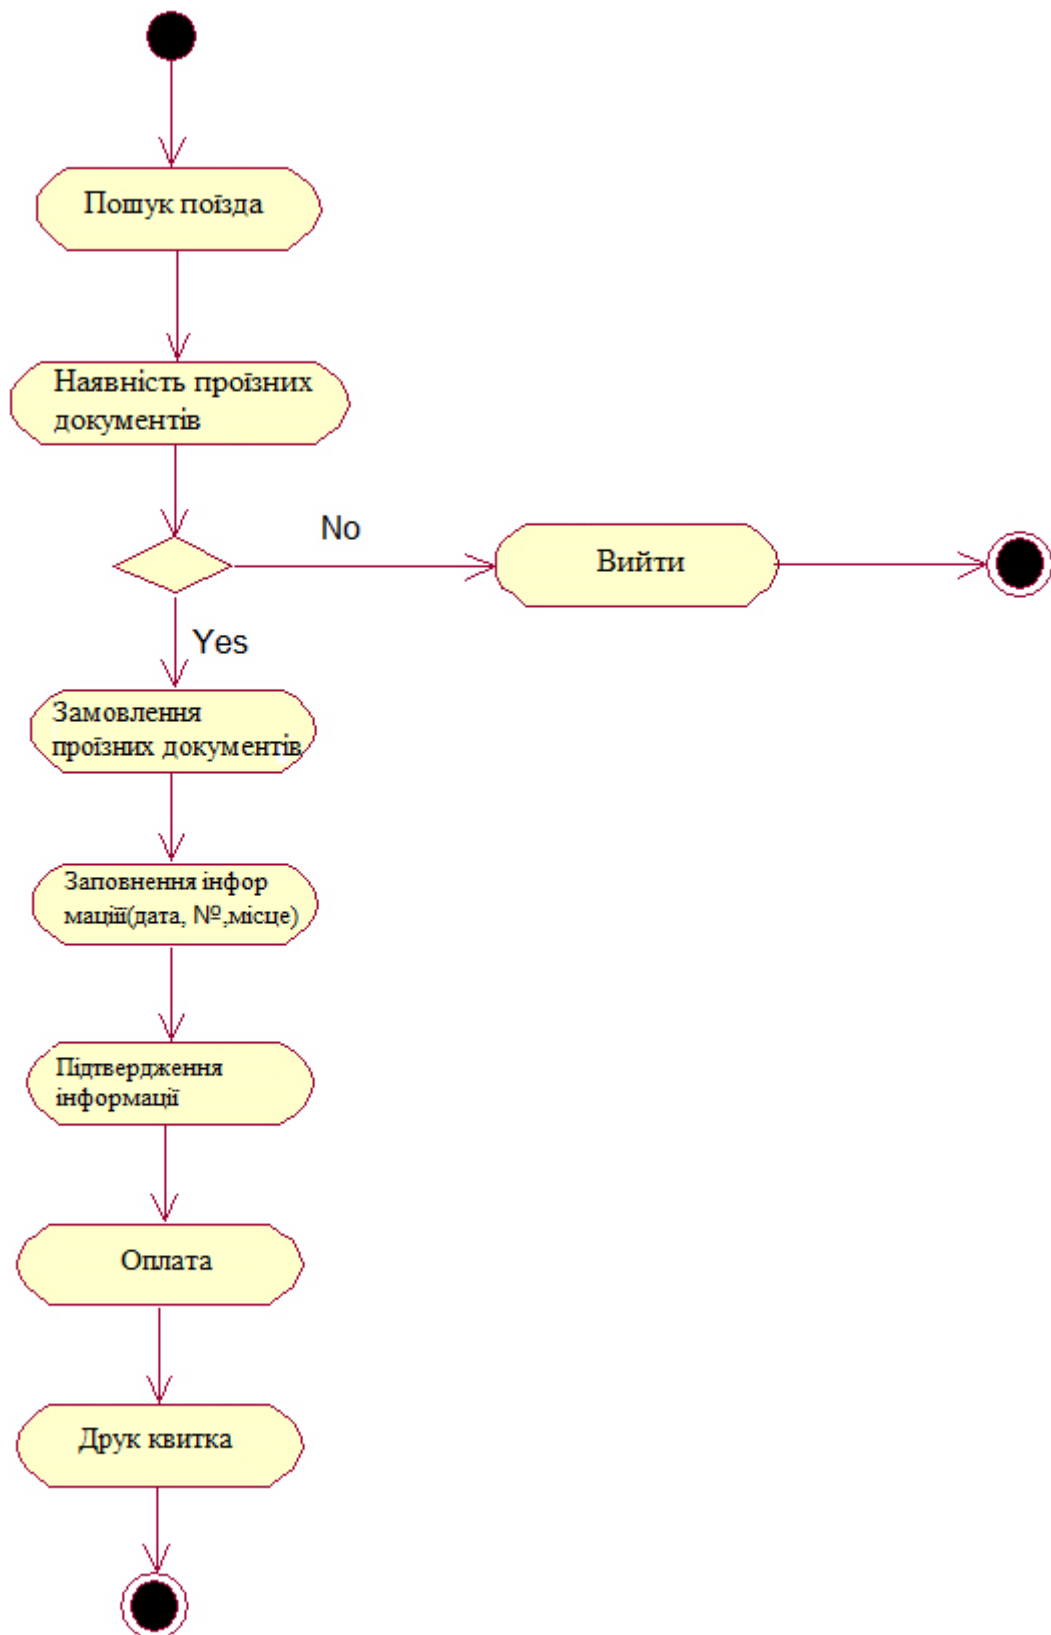 Пошук поїзда
Наявність проїзних
документів
No
Вийти
Yes
Замовлення
проїзних документів
Заповнення інфор
маціії(дата, №,місце)
Підтвердження
інформації
Оплата
Друк квитка